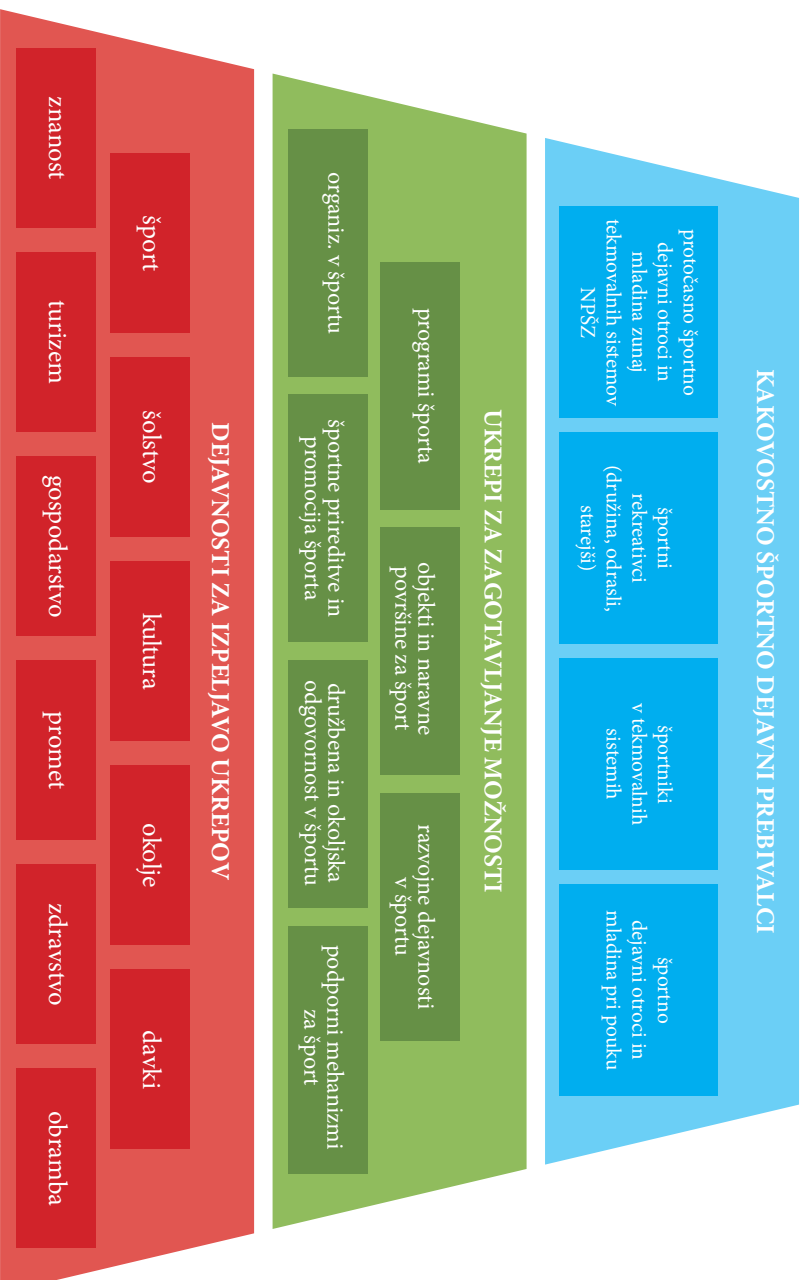 KAKOVOSTNO ŠPORTNO DEJAVNI PREBIVALCI
protočasno športno
dejavni otroci in
mladina zunaj
tekmovalnih sistemov
NPŠZ
športni
rekreativci
(družina, odrasli,
starejši)
športniki
v tekmovalnih
sistemih
športno
dejavni otroci in
mladina pri pouku
UKREPI ZA ZAGOTAVLJANJE MOŽNOSTI
programi športa
objekti in naravne
površine za šport
razvojne dejavnosti
v športu
organiz. v športu
športne prireditve in
promocija športa
družbena in okoljska
odgovornost v športu
podporni mehanizmi
za šport
DEJAVNOSTI ZA IZPELJAVO UKREPOV
šport
šolstvo
kultura
okolje
davki
znanost
turizem
gospodarstvo
promet
zdravstvo
obramba